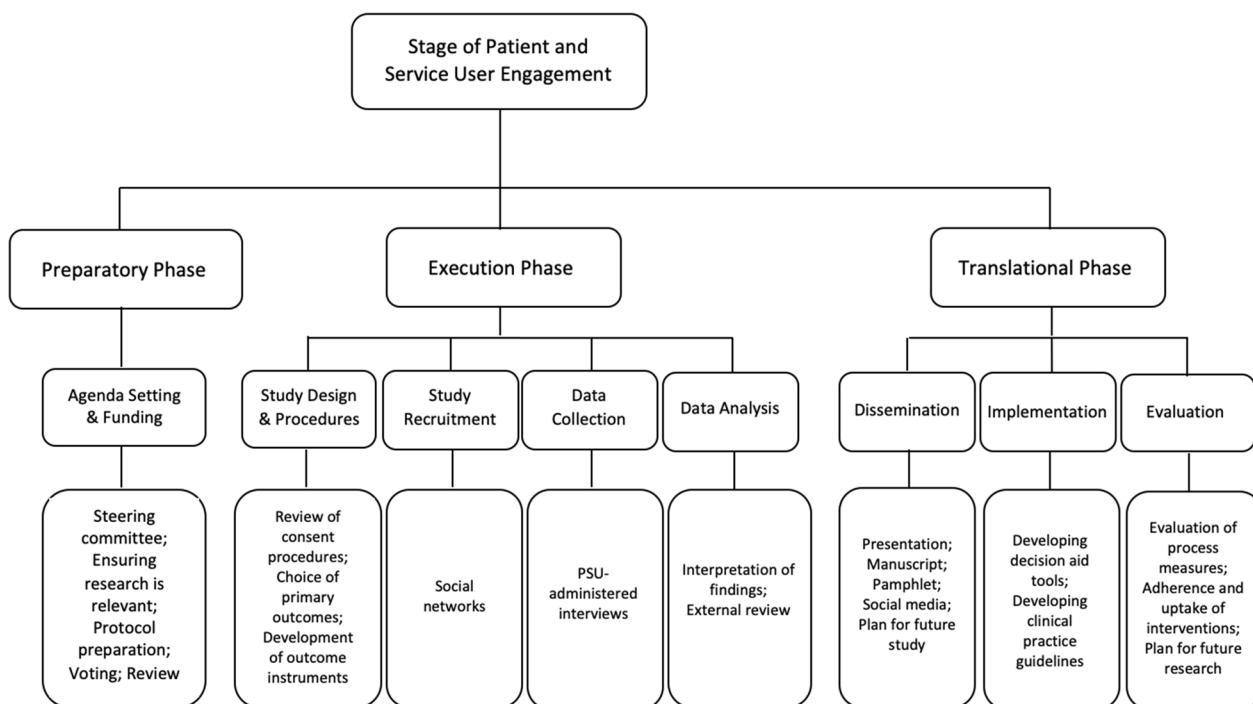 Stage of Patient and
Service User Engagement
Preparatory Phase
Execution Phase
Translational Phase
Agenda Setting
& Funding
Study Design
& Procedures
Study
Recruitment
Data
Collection
Data Analysis
Dissemination
Implementation
Evaluation
Steering
committee;
Ensuring
research is
relevant;
Protocol
preparation;
Voting; Review
Review of
consent
procedures;
Choice of
primary
outcomes;
Development
of outcome
instruments
Social
networks
PSU-
administered
interviews
Interpretation of
findings;
External review
Presentation;
Manuscript;
Pamphlet;
Social media;
Plan for future
study
Developing
decision aid
tools;
Developing
clinical
practice
guidelines
Evaluation of
process
measures;
Adherence and
uptake of
interventions;
Plan for future
research